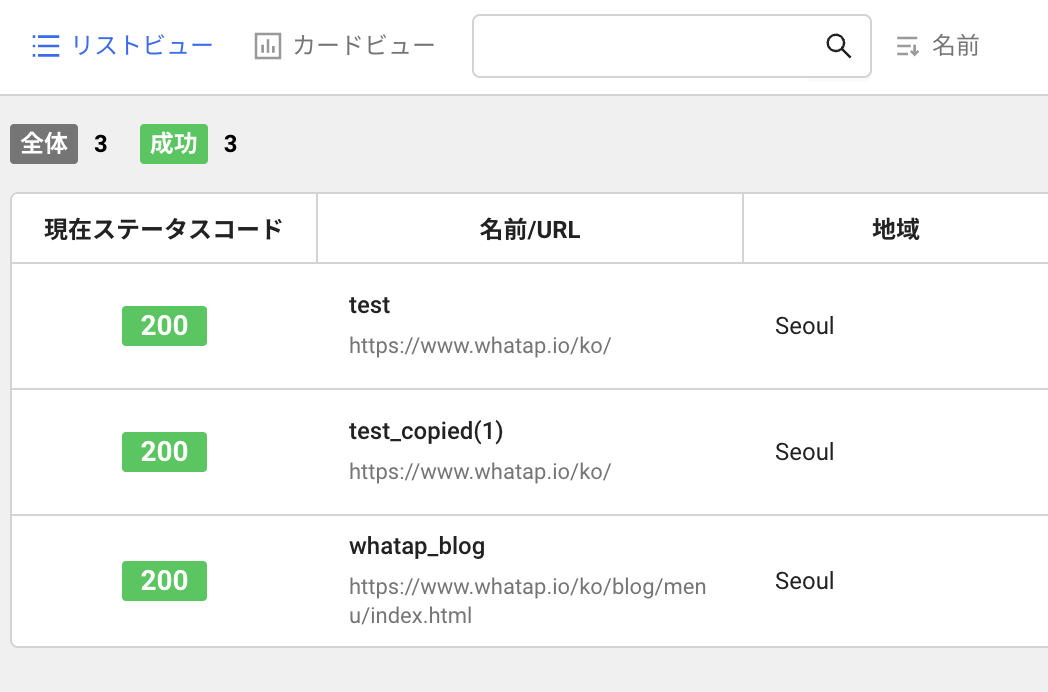 リストビュー カードビュー 名前
全体 3 成功 3
現在ステータスコード 名前/URL 地域
test
200 Seoul
https://www.whatap.io/ko/
test_copied(1)
200 Seoul
https://www.whatap.io/ko/
whatap_blog
200 Seoul
https://www.whatap.io/ko/blog/men
u/index.html